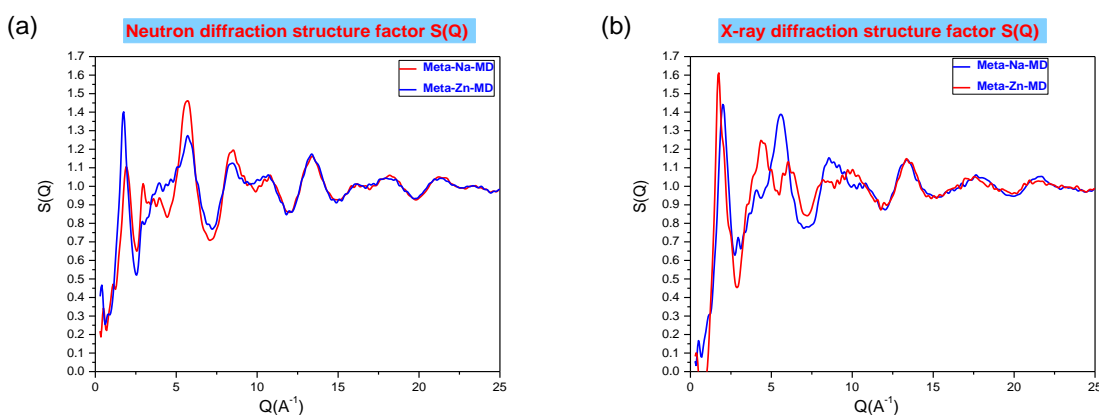 (a)
Neutron diffraction structure factor S(Q)
1.7
1.6
1.5
1.4
1.3
1.2
1.1
1.0
0.9
0.8
0.7
0.6
0.5
0.4
0.3
0.2
0.1
0.0
S(Q)
Meta-Na-MD
Meta-Zn-MD
0 5 10 15 20 25
Q(A⁻¹)
(b)
X-ray diffraction structure factor S(Q)
1.7
1.6
1.5
1.4
1.3
1.2
1.1
1.0
0.9
0.8
0.7
0.6
0.5
0.4
0.3
0.2
0.1
0.0
S(Q)
Meta-Na-MD
Meta-Zn-MD
0 5 10 15 20 25
Q(A⁻¹)